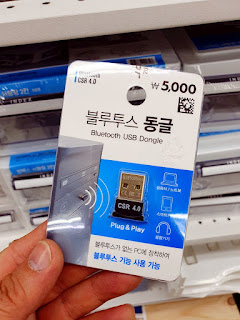 CSR 4.0
₩5,000
블루투스 동글
Bluetooth USB Dongle
CSR 4.0
Plug & Play
블루투스가 없는 PC에 장착하여
블루투스 기능 사용 가능